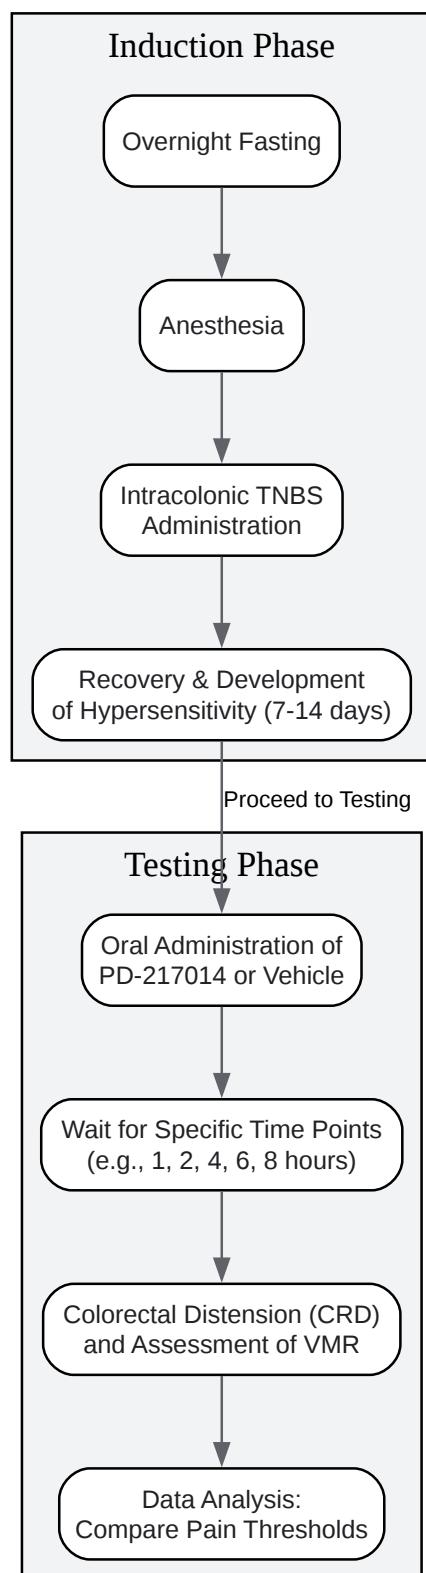 Induction Phase
Overnight Fasting
Anesthesia
Intracolonic TNBS
Administration
Recovery & Development
of Hypersensitivity (7-14 days)
Proceed to Testing
Testing Phase
Oral Administration of
PD-217014 or Vehicle
Wait for Specific Time Points
(e.g., 1, 2, 4, 6, 8 hours)
Colorectal Distension (CRD)
and Assessment of VMR
Data Analysis:
Compare Pain Thresholds